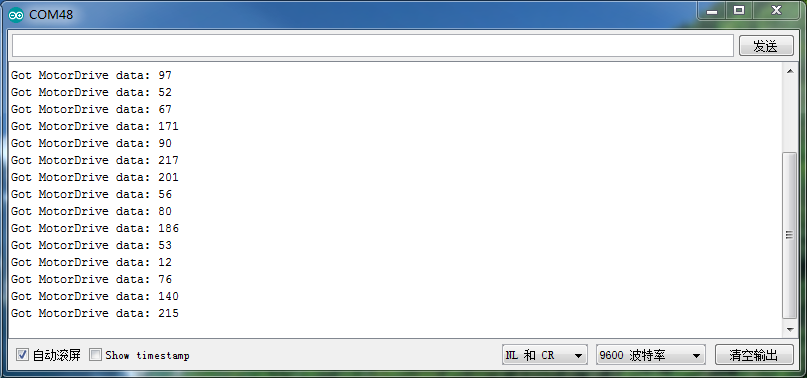 COM48
发送
Got MotorDrive data: 97
Got MotorDrive data: 52
Got MotorDrive data: 67
Got MotorDrive data: 171
Got MotorDrive data: 90
Got MotorDrive data: 217
Got MotorDrive data: 201
Got MotorDrive data: 56
Got MotorDrive data: 80
Got MotorDrive data: 186
Got MotorDrive data: 53
Got MotorDrive data: 12
Got MotorDrive data: 76
Got MotorDrive data: 140
Got MotorDrive data: 215
自动滚屏 Show timestamp NL 和 CR 9600 波特率 清空输出